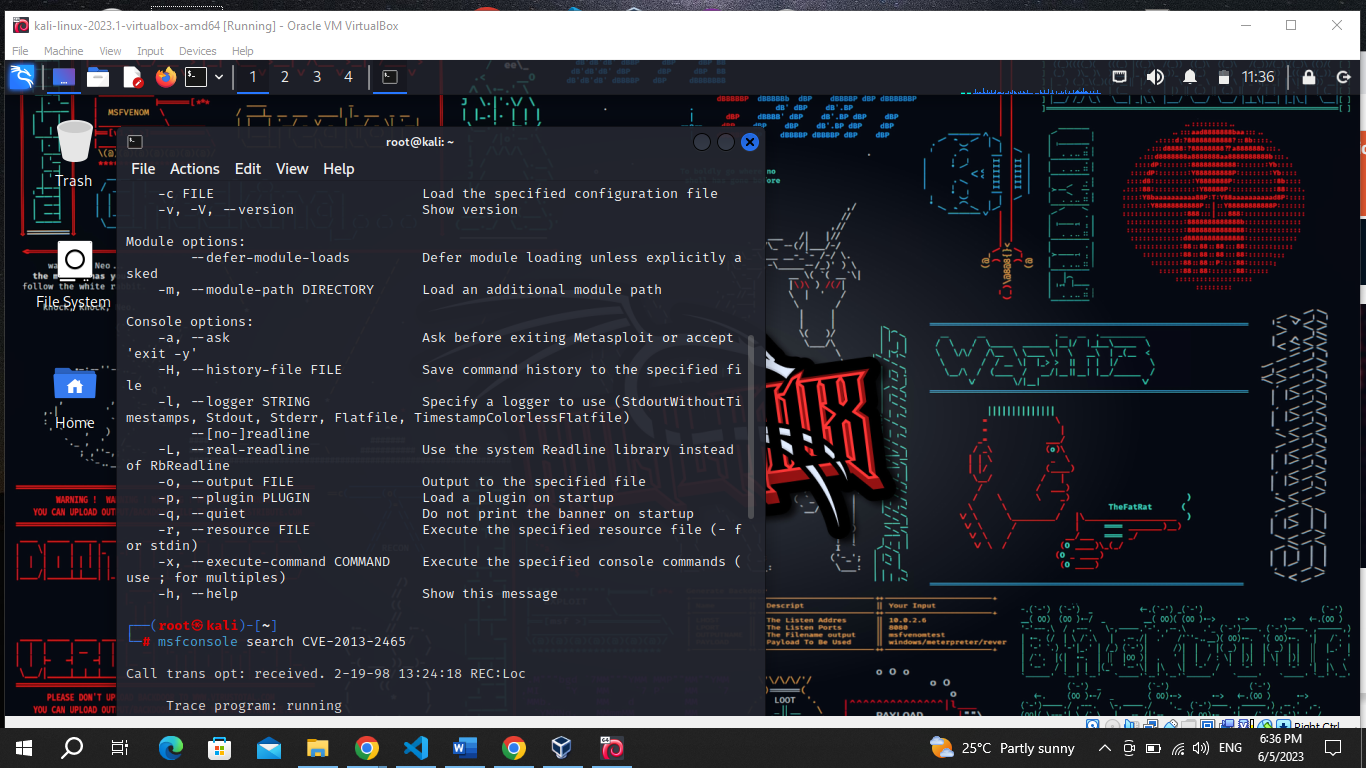 kali-linux-2023.1-virtualbox-amd64 [Running] - Oracle VM VirtualBox
File Machine View Input Devices Help
1 2 3 4
11:36
MSFVENOM
Trash
File System
Home
root@kali: ~
File Actions Edit View Help
-c FILE Load the specified configuration file
-v, -V, --version Show version
Module options:
--defer-module-loads Defer module loading unless explicitly a
sked
-m, --module-path DIRECTORY Load an additional module path
Console options:
-a, --ask Ask before exiting Metasploit or accept
'exit -y'
-H, --history-file FILE Save command history to the specified fi
le
-l, --logger STRING Specify a logger to use (StdoutWithoutTi
mestamps, Stdout, Stderr, Flatfile, TimestampColorlessFlatfile)
--[no-]readline
-L, --real-readline Use the system Readline library instead
of RbReadline
-o, --output FILE Output to the specified file
-p, --plugin PLUGIN Load a plugin on startup
-q, --quiet Do not print the banner on startup
-r, --resource FILE Execute the specified resource file (- f
or stdin)
-x, --execute-command COMMAND Execute the specified console commands (
use ; for multiples)
-h, --help Show this message
(root㉿kali)-[~]
# msfconsole search CVE-2013-2465
Call trans opt: received. 2-19-98 13:24:18 REC:Loc
Trace program: running
follow the white
WARNING !
YOU CAN UPLOAD
PLEASE DON'T UP
YOU CAN UPLOAD
TheFatRat
Descript Your Input
The Listen Addres 10.0.2.6
The Listen Ports 8080
The Filename output msfvenomtest
Payload To Be Used windows/meterpreter/rever
LOOT
PAYLOAD
Right Ctrl
25°C Partly sunny
ENG
6:36 PM
6/5/2023